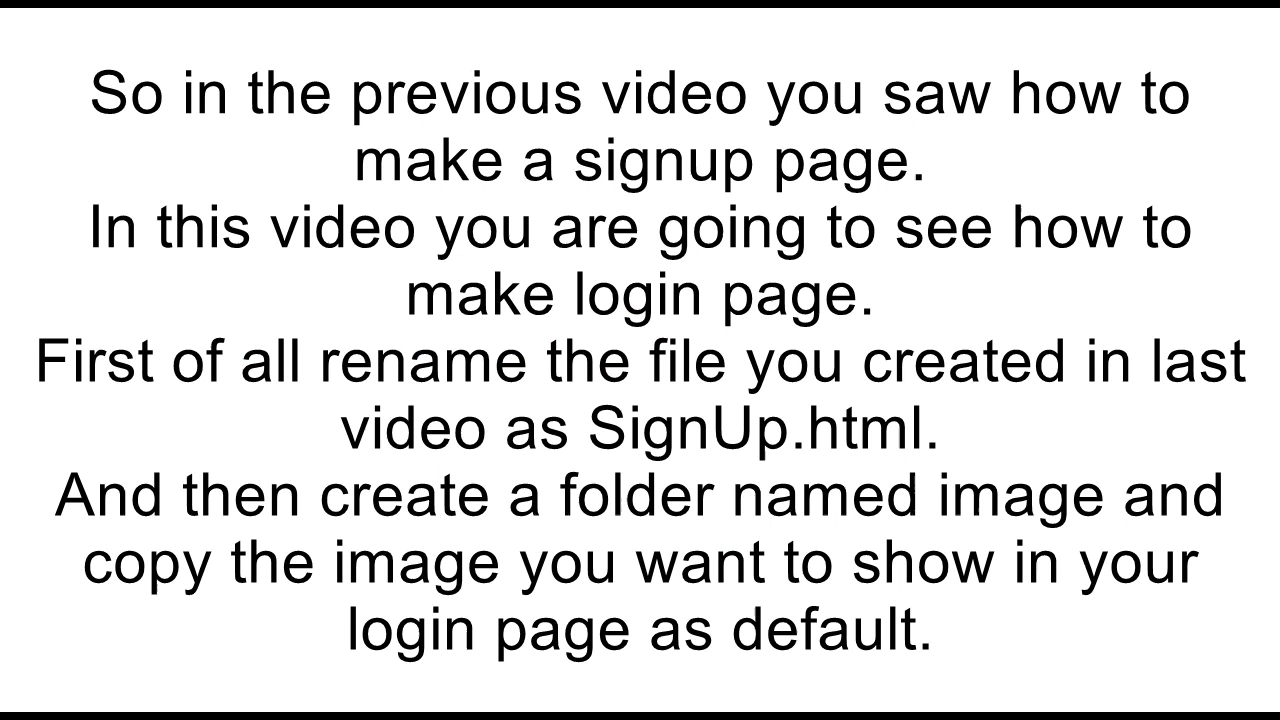 So in the previous video you saw how to
make a signup page.
In this video you are going to see how to
make login page.
First of all rename the file you created in last
video as SignUp.html.
And then create a folder named image and
copy the image you want to show in your
login page as default.